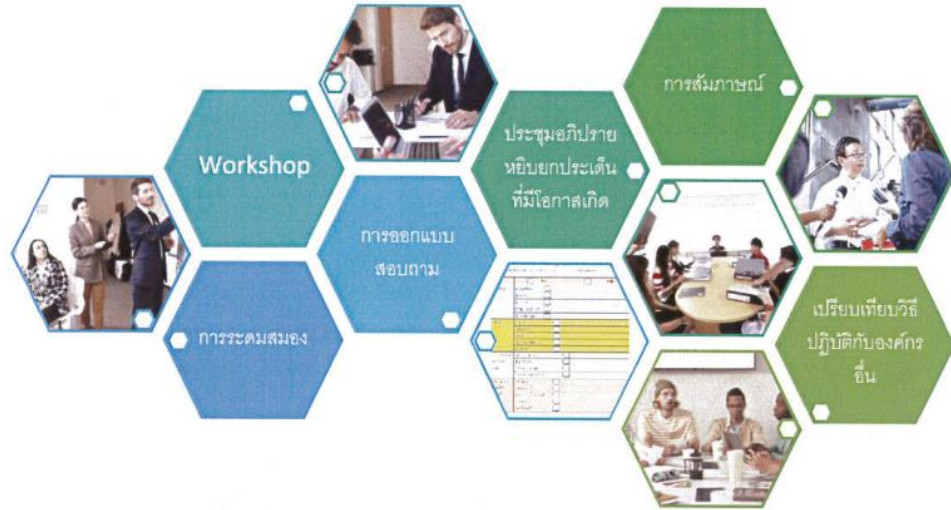 Workshop
การระดมสมอง
การออกแบบ
สอบถาม
ประชุมอภิปราย
หยิบยกประเด็น
ที่มีโอกาสเกิด
การสัมภาษณ์
เปรียบเทียบวิธี
ปฏิบัติกับองค์กร
อื่น